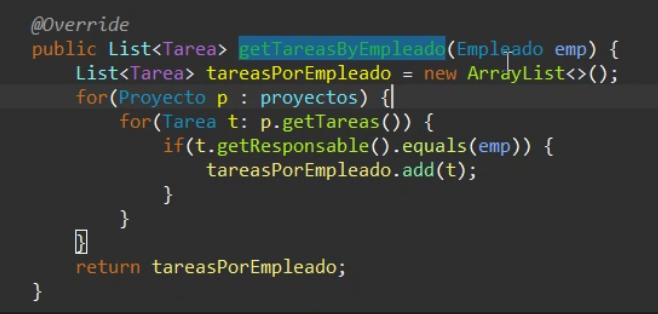 @Override
public List<Tarea> getTareasByEmpleado(Empleado emp) {
List<Tarea> tareasPorEmpleado = new ArrayList<>();
for(Proyecto p : proyectos) {
for(Tarea t: p.getTareas()) {
if(t.getResponsable().equals(emp)) {
tareasPorEmpleado.add(t);
}
}
}
return tareasPorEmpleado;
}